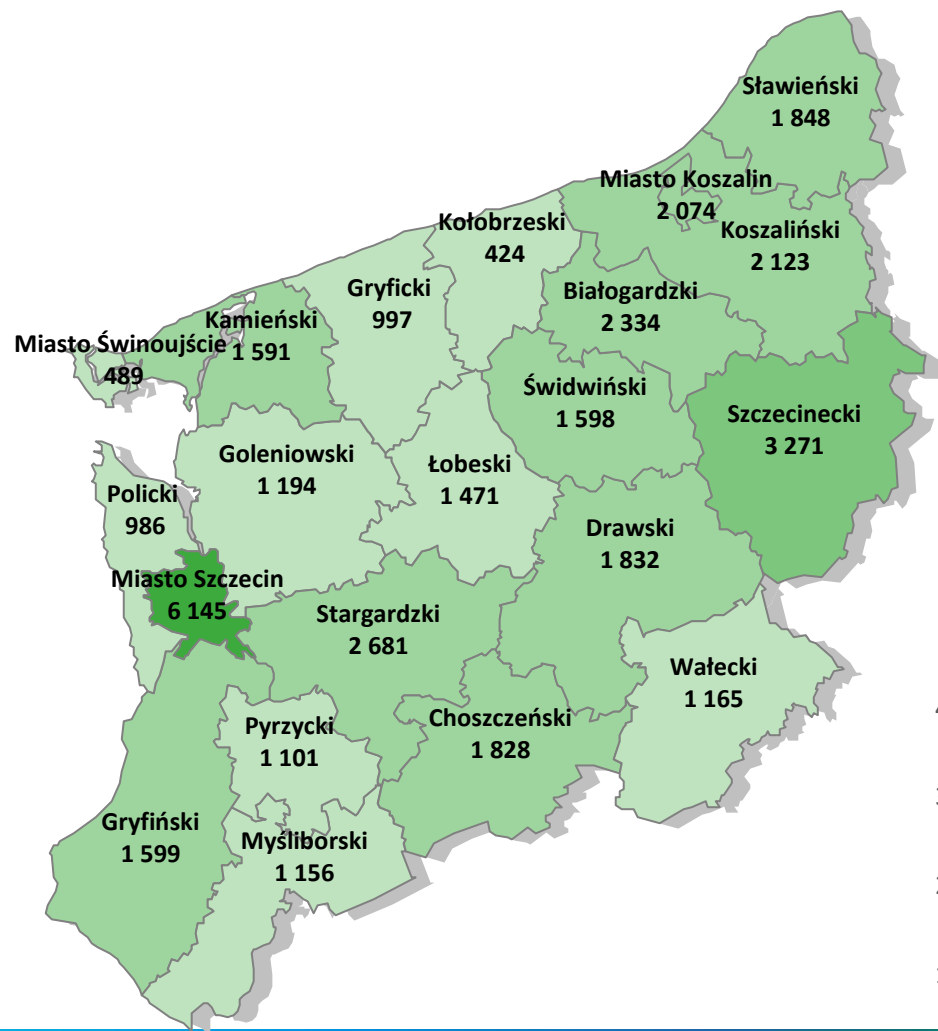 Sławieński
1 848
Miasto Koszalin
2 074
Koszaliński
2 123
Kołobrzeski
424
Gryficki
997
Białogardzki
2 334
Kamieński
1 591
Miasto Świnoujście
489
Świdwiński
1 598
Szczecinecki
3 271
Goleniowski
1 194
Łobeski
1 471
Policki
986
Drawski
1 832
Miasto Szczecin
6 145
Stargardzki
2 681
Wałecki
1 165
Choszczeński
1 828
Pyrzycki
1 101
Gryfiński
1 599
Myśliborski
1 156